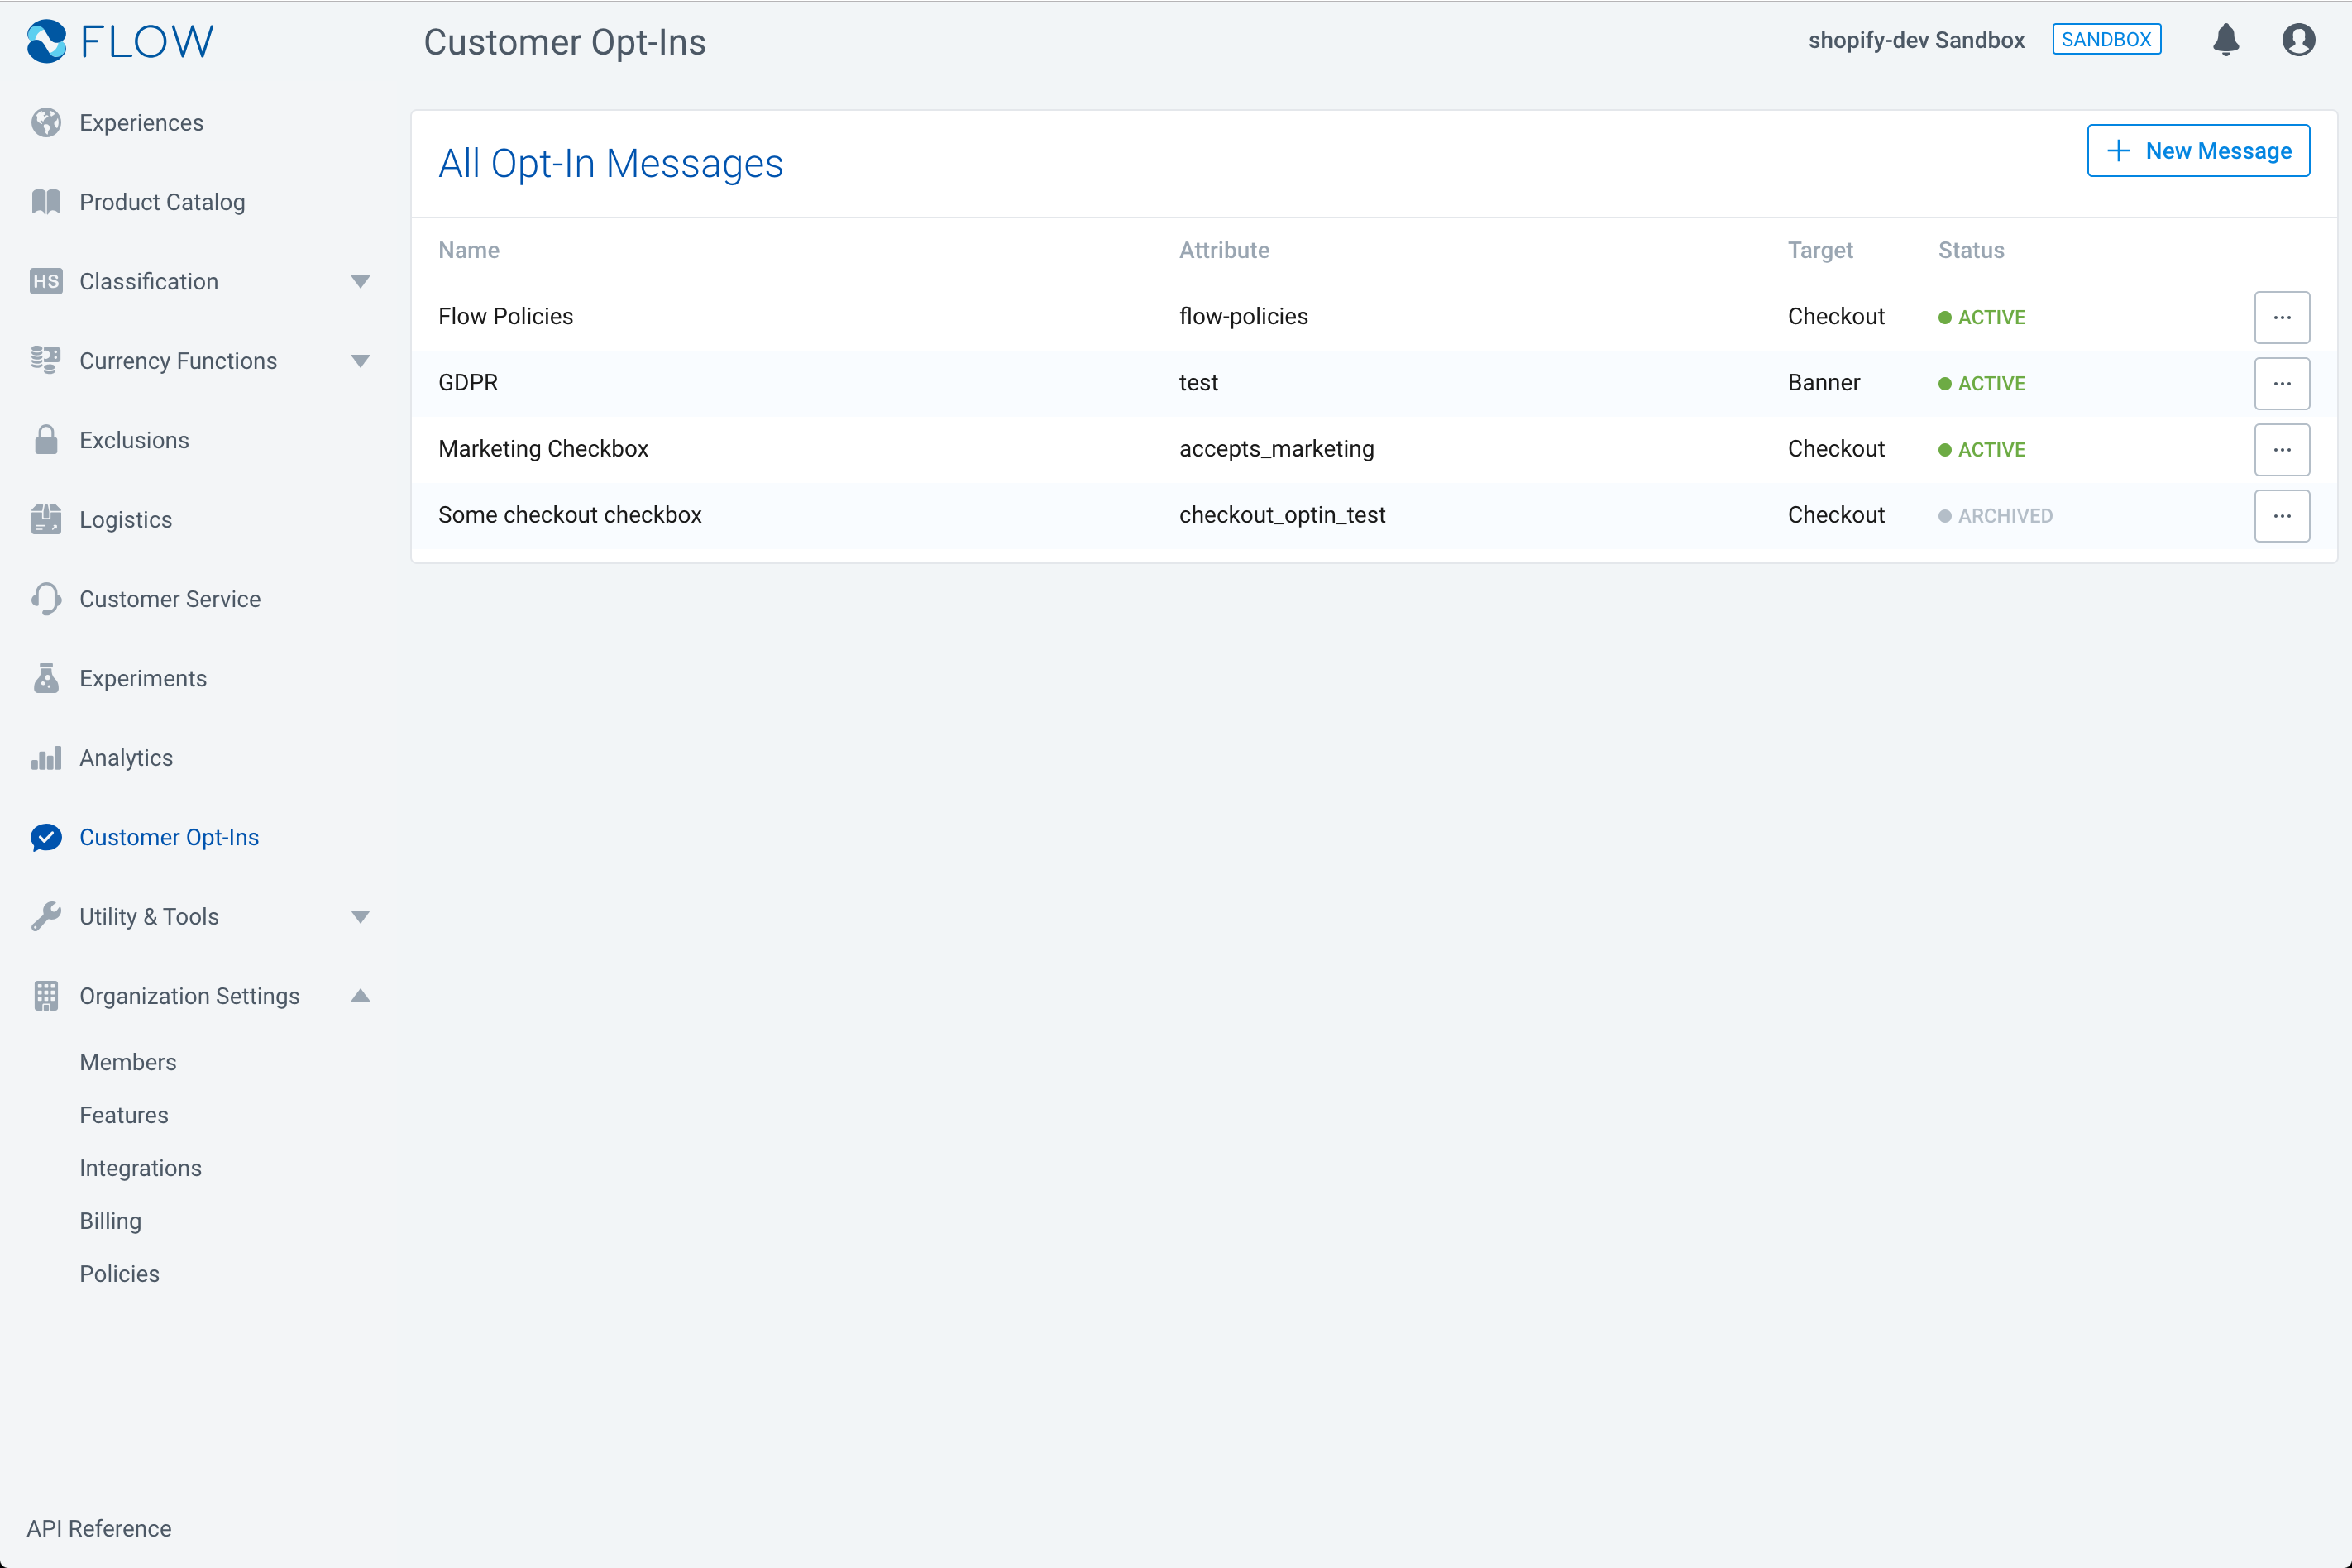 FLOW
Customer Opt-Ins
shopify-dev Sandbox
SANDBOX
Experiences
Product Catalog
HS Classification
Currency Functions
Exclusions
Logistics
Customer Service
Experiments
Analytics
Customer Opt-Ins
Utility & Tools
Organization Settings
Members
Features
Integrations
Billing
Policies
API Reference
All Opt-In Messages
New Message
Name Attribute Target Status
Flow Policies flow-policies Checkout ACTIVE ...
GDPR test Banner ACTIVE ...
Marketing Checkbox accepts_marketing Checkout ACTIVE ...
Some checkout checkbox checkout_optin_test Checkout ARCHIVED ...